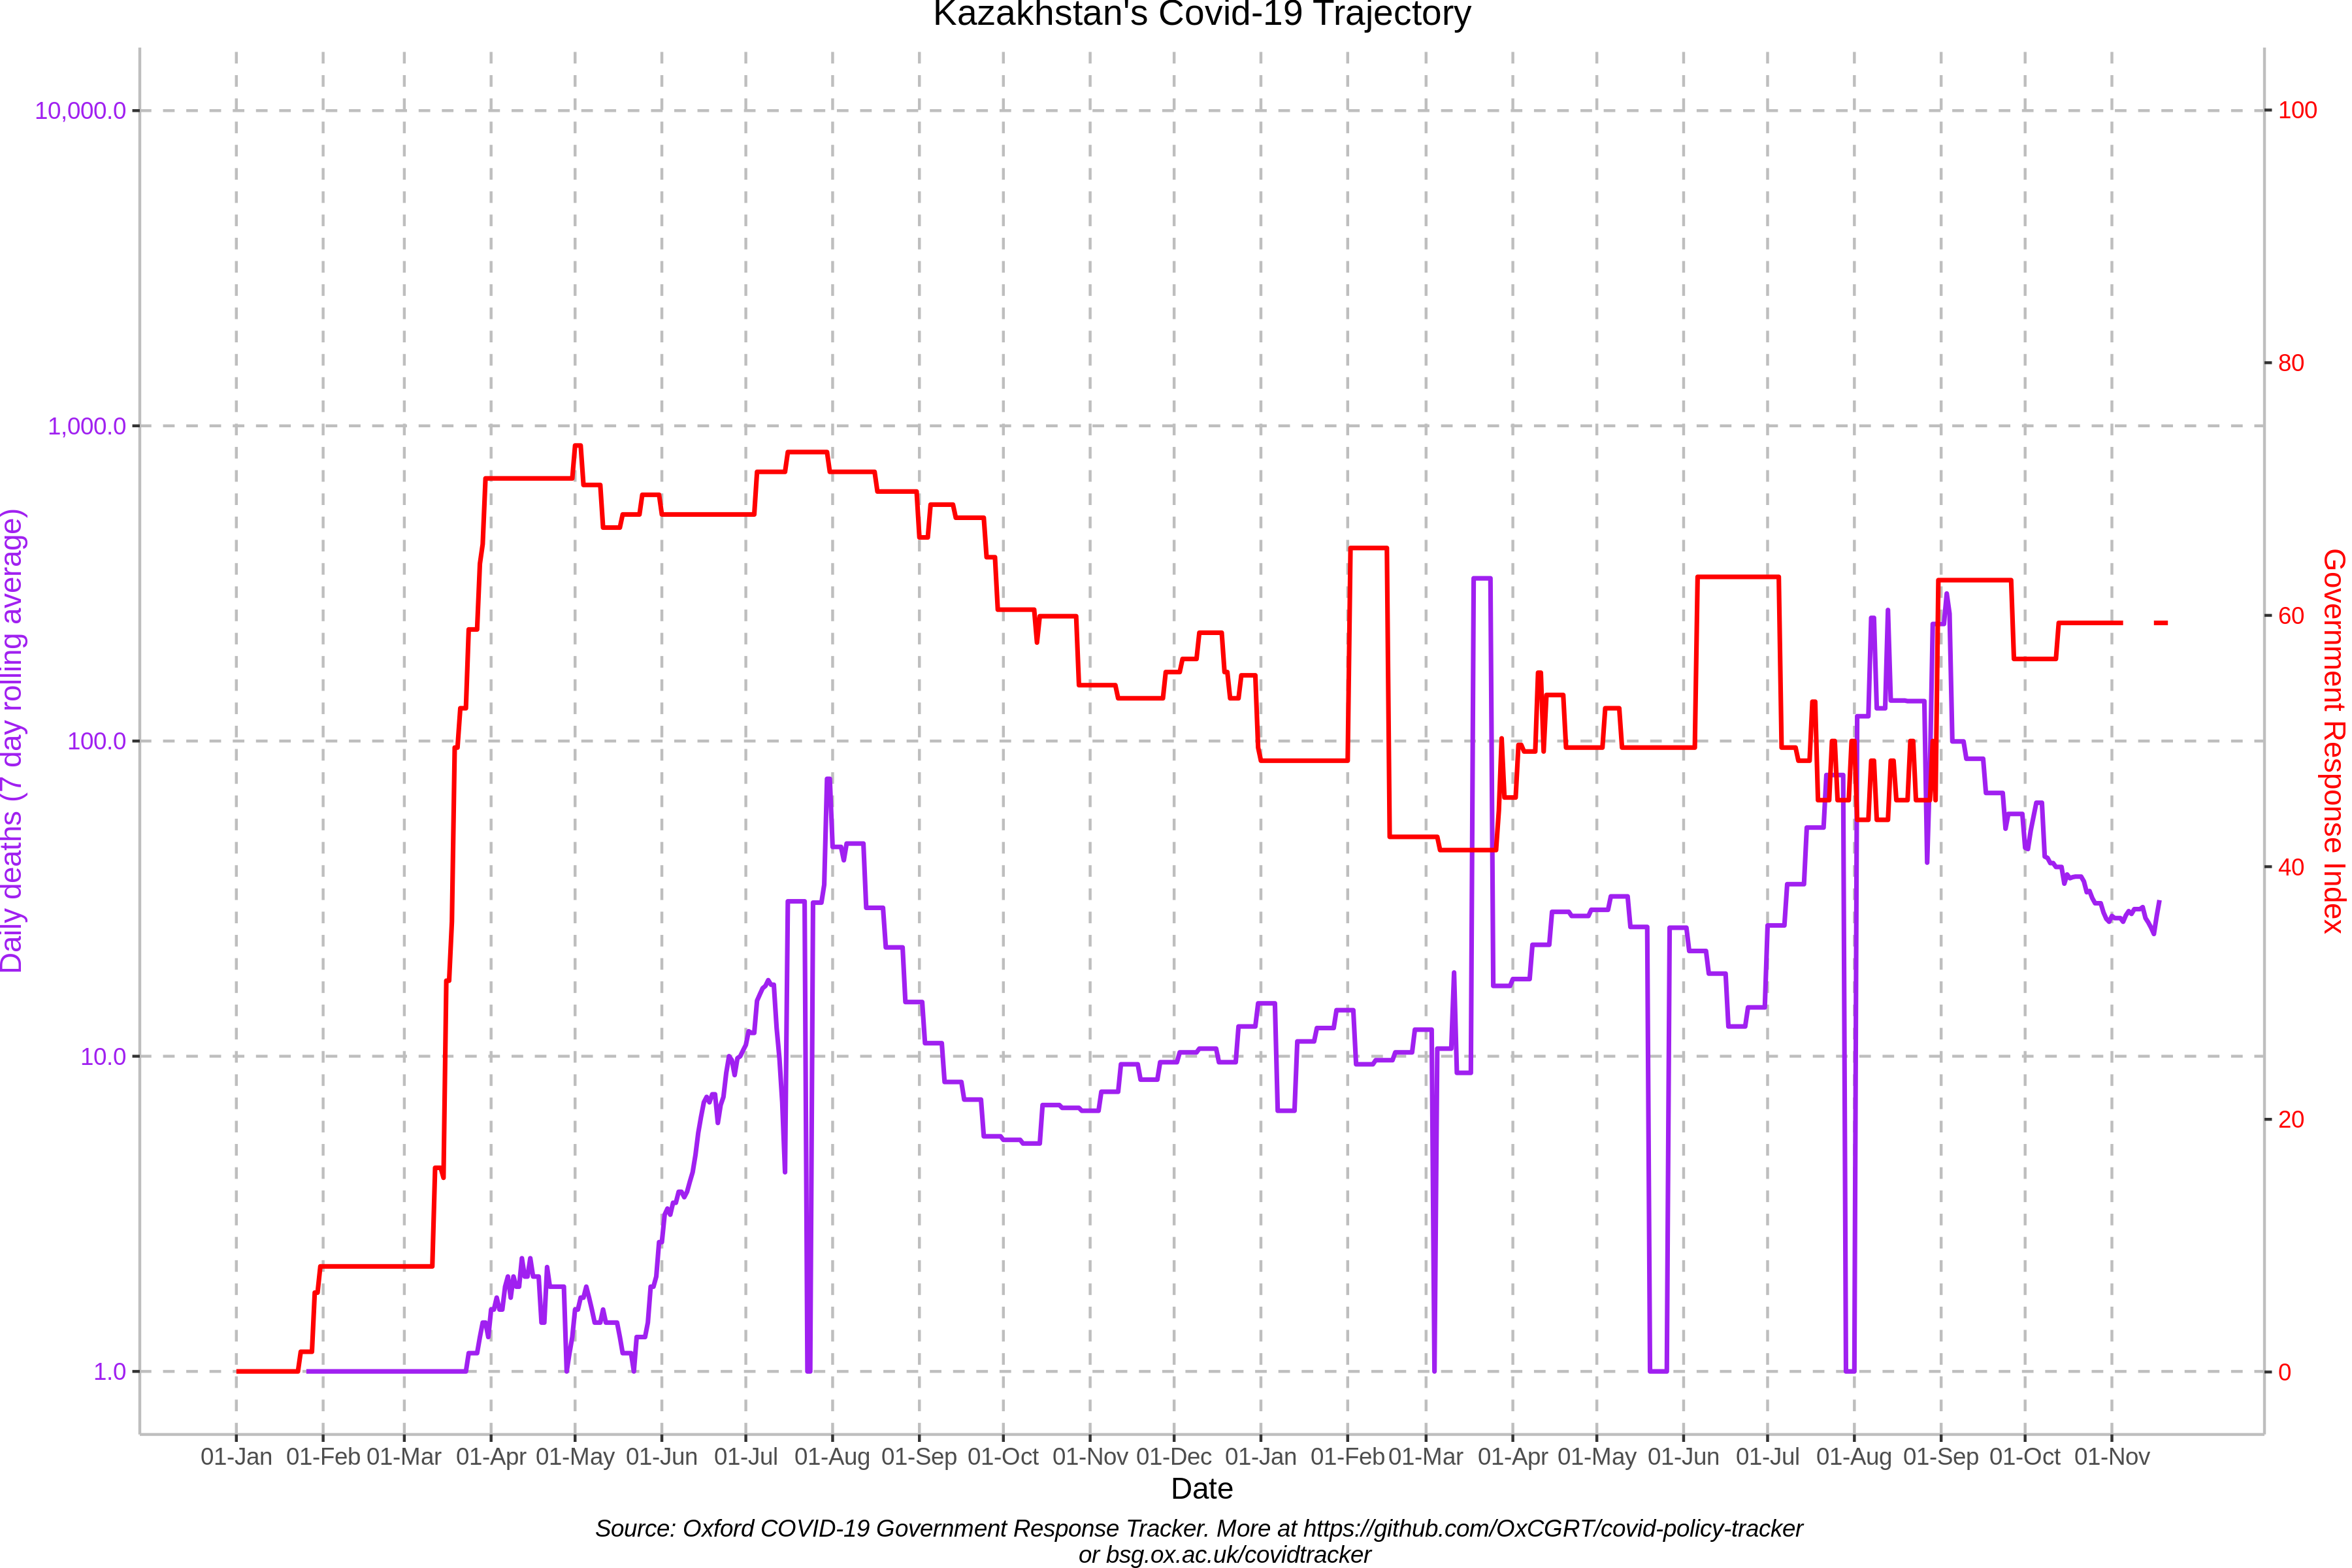 Kazakhstan's Covid-19 Trajectory
10,000.0
1,000.0
100.0
10.0
1.0
Daily deaths (7 day rolling average)
100
80
60
40
20
0
Government Response Index
01-Jan 01-Feb 01-Mar 01-Apr 01-May 01-Jun 01-Jul 01-Aug 01-Sep 01-Oct 01-Nov 01-Dec 01-Jan 01-Feb 01-Mar 01-Apr 01-May 01-Jun 01-Jul 01-Aug 01-Sep 01-Oct 01-Nov
Date
Source: Oxford COVID-19 Government Response Tracker. More at https://github.com/OxCGRT/covid-policy-tracker
or bsg.ox.ac.uk/covidtracker